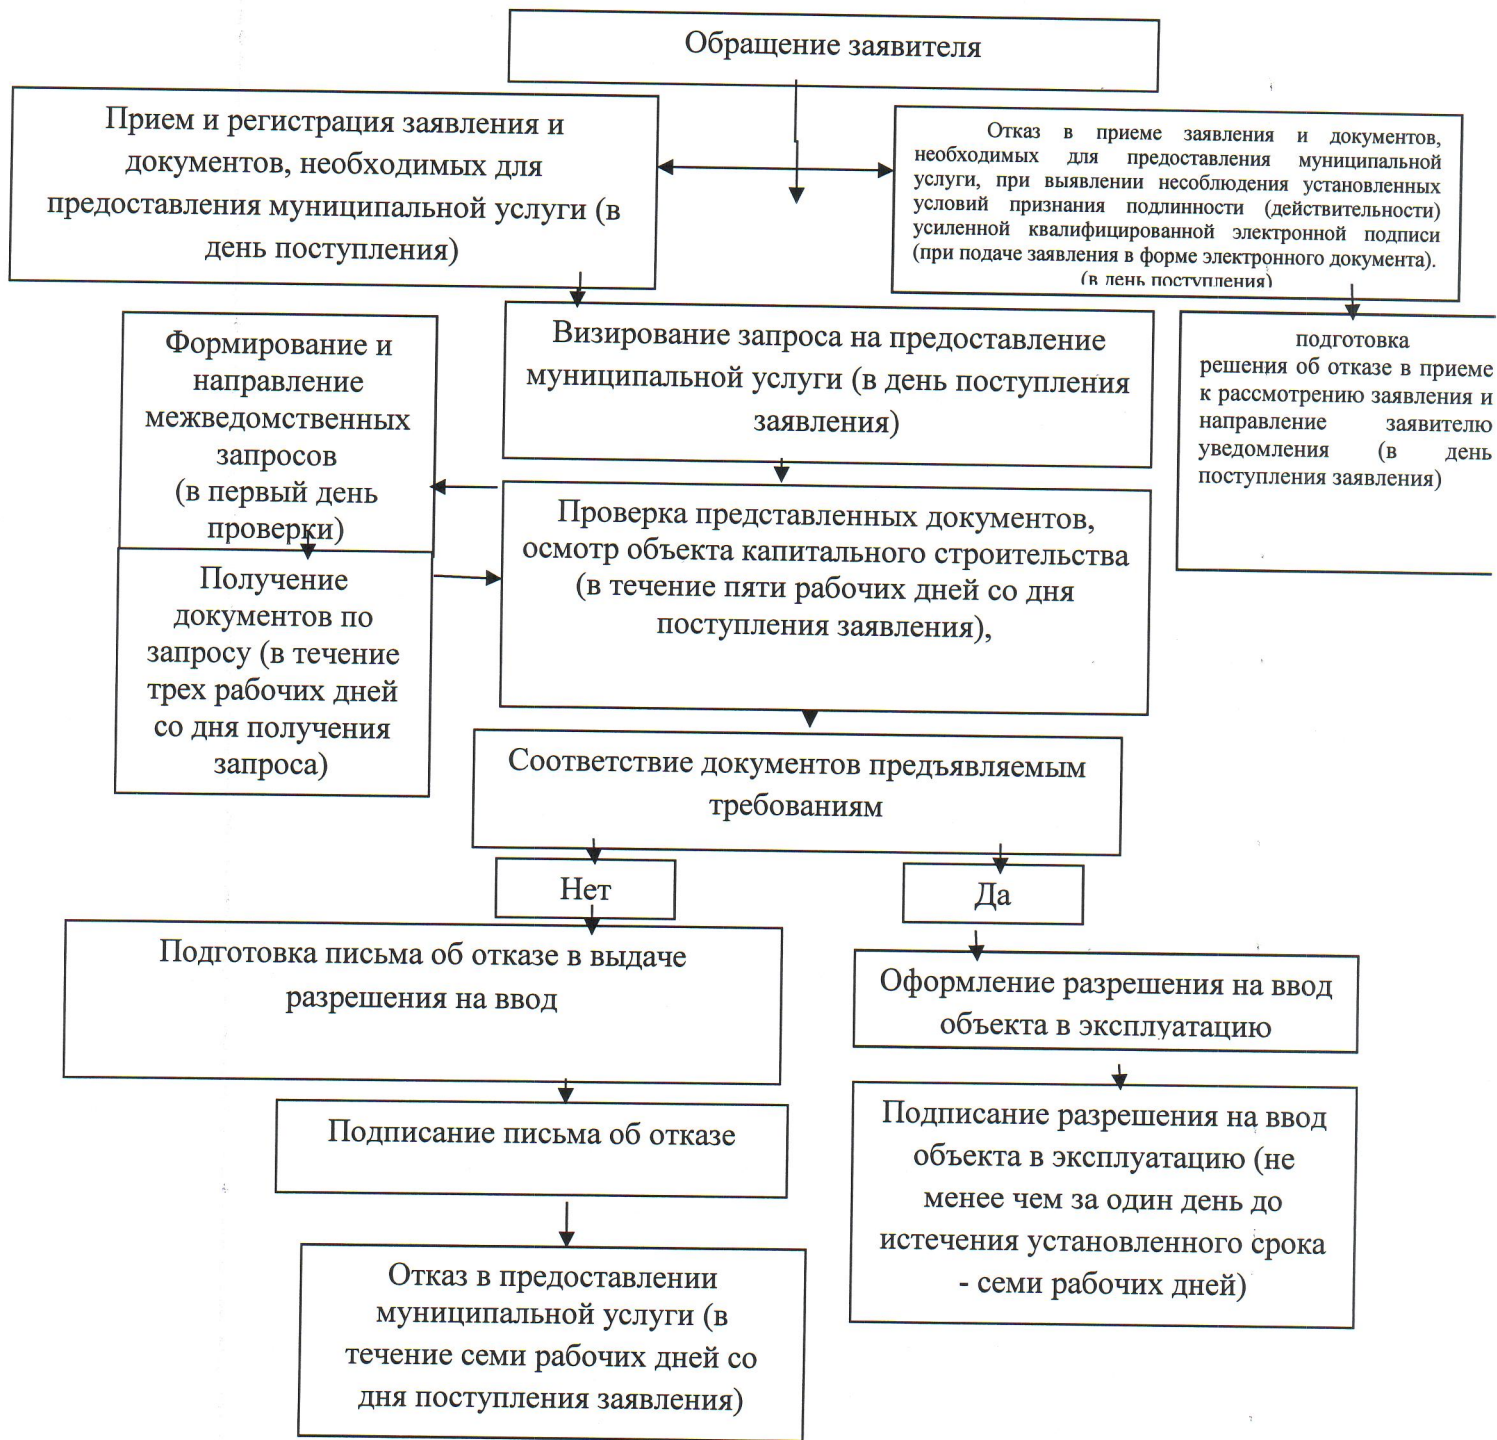 Обращение заявителя
Прием и регистрация заявления и
документов, необходимых для
предоставления муниципальной услуги (в
день поступления)
Отказ в приеме заявления и документов,
необходимых для предоставления муниципальной
услуги, при выявлении несоблюдения установленных
условий признания подлинности (действительности)
усиленной квалифицированной электронной подписи
(при подаче заявления в форме электронного документа).
(в день поступления)
Формирование и
направление
межведомственных
запросов
(в первый день
проверки)
Визирование запроса на предоставление
муниципальной услуги (в день поступления
заявления)
подготовка
решения об отказе в приеме
к рассмотрению заявления и
направление заявителю
уведомления (в день
поступления заявления)
Проверка представленных документов,
осмотр объекта капитального строительства
(в течение пяти рабочих дней со дня
поступления заявления),
Получение
документов по
запросу (в течение
трех рабочих дней
со дня получения
запроса)
Соответствие документов предъявляемым
требованиям
Нет
Да
Подготовка письма об отказе в выдаче
разрешения на ввод
Оформление разрешения на ввод
объекта в эксплуатацию
Подписание письма об отказе
Подписание разрешения на ввод
объекта в эксплуатацию (не
менее чем за один день до
истечения установленного срока
- семи рабочих дней)
Отказ в предоставлении
муниципальной услуги (в
течение семи рабочих дней со
дня поступления заявления)